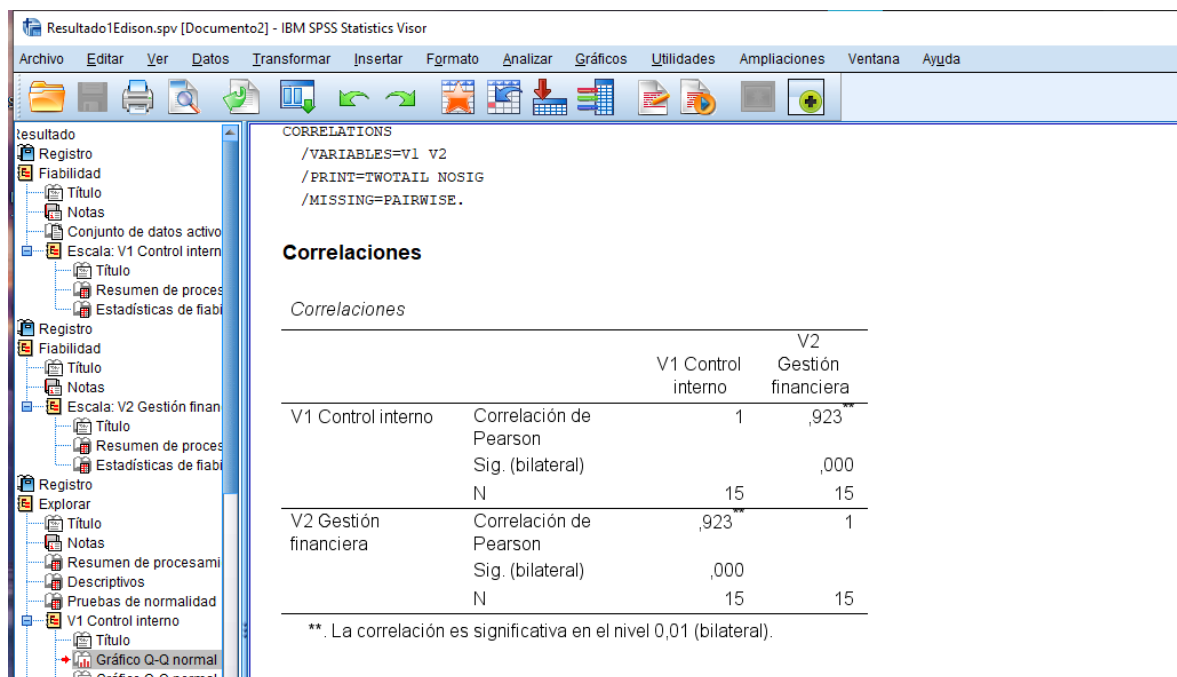 Resultado1Edison.spv [Documento2] - IBM SPSS Statistics Visor
Archivo Editar Ver Datos Transformar Insertar Formato Analizar Gráficos Utilidades Ampliaciones Ventana Ayuda
Resultado
Registro
Fiabilidad
Título
Notas
Conjunto de datos activo
Escala: V1 Control intern
Título
Resumen de proces
Estadísticas de fiabi
Registro
Fiabilidad
Título
Notas
Escala: V2 Gestión finan
Título
Resumen de proces
Estadísticas de fiabi
Registro
Explorar
Título
Notas
Resumen de procesami
Descriptivos
Pruebas de normalidad
V1 Control interno
Título
Gráfico Q-Q normal
CORRELATIONS
/VARIABLES=V1 V2
/PRINT=TWOTAIL NOSIG
/MISSING=PAIRWISE.
Correlaciones
Correlaciones
V1 Control interno
V2 Gestión financiera
V1 Control interno Correlación de Pearson 1 ,923**
Sig. (bilateral) ,000
N 15 15
V2 Gestión financiera Correlación de Pearson ,923** 1
Sig. (bilateral) ,000
N 15 15
**. La correlación es significativa en el nivel 0,01 (bilateral).